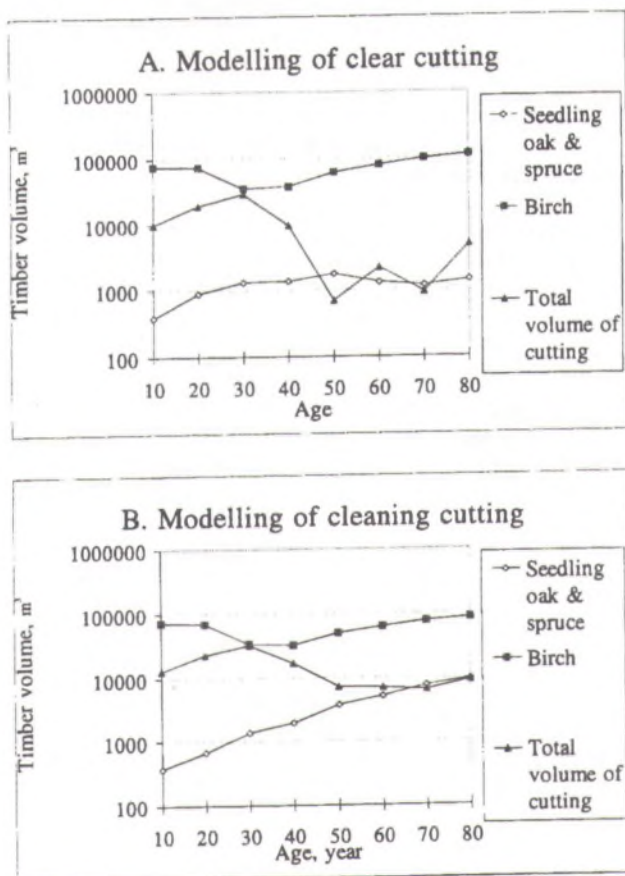 A. Modelling of clear cutting
Timber volume, m³
1000000
100000
10000
1000
100
10 20 30 40 50 60 70 80
Age
Seedling
oak &
spruce
Birch
Total
volume of
cutting
B. Modelling of cleaning cutting
Timber volume, m³
1000000
100000
10000
1000
100
10 20 30 40 50 60 70 80
Age, year
Seedling
oak &
spruce
Birch
Total
volume of
cutting